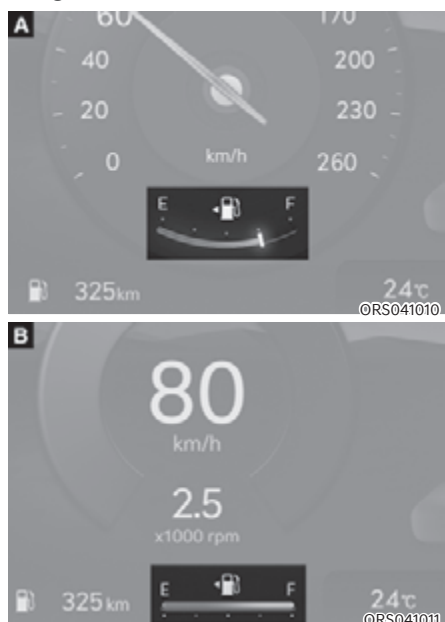 A
60 170
40 200
20 230
0 km/h 260
E F
325km 24℃
ORS041010
B
80
km/h
2.5
x1000 rpm
E F
325km 24℃
ORS041011